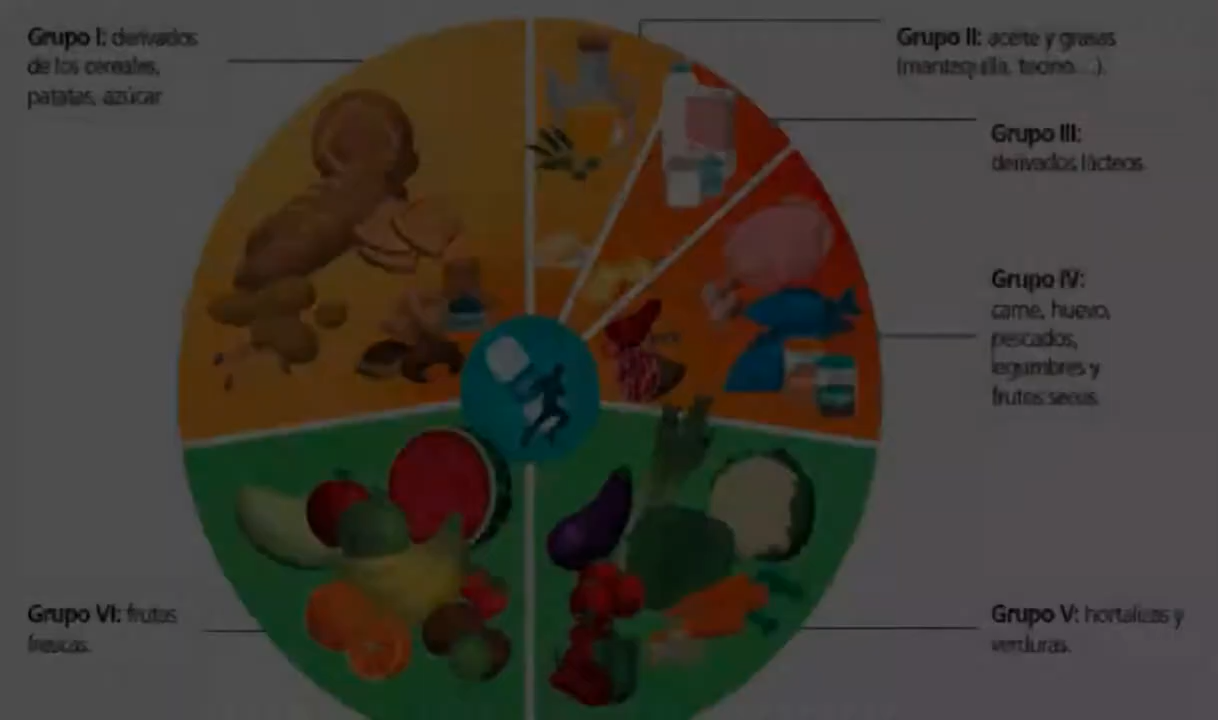 Grupo I: derivados
de los cereales,
patatas, azúcar
Grupo II: aceite y grasas
(mantequilla, tocino...).
Grupo III:
derivados lácteos.
Grupo IV:
carne, huevo,
pescados,
legumbres y
frutos secos.
Grupo VI: frutas
frescas.
Grupo V: hortalizas y
verduras.